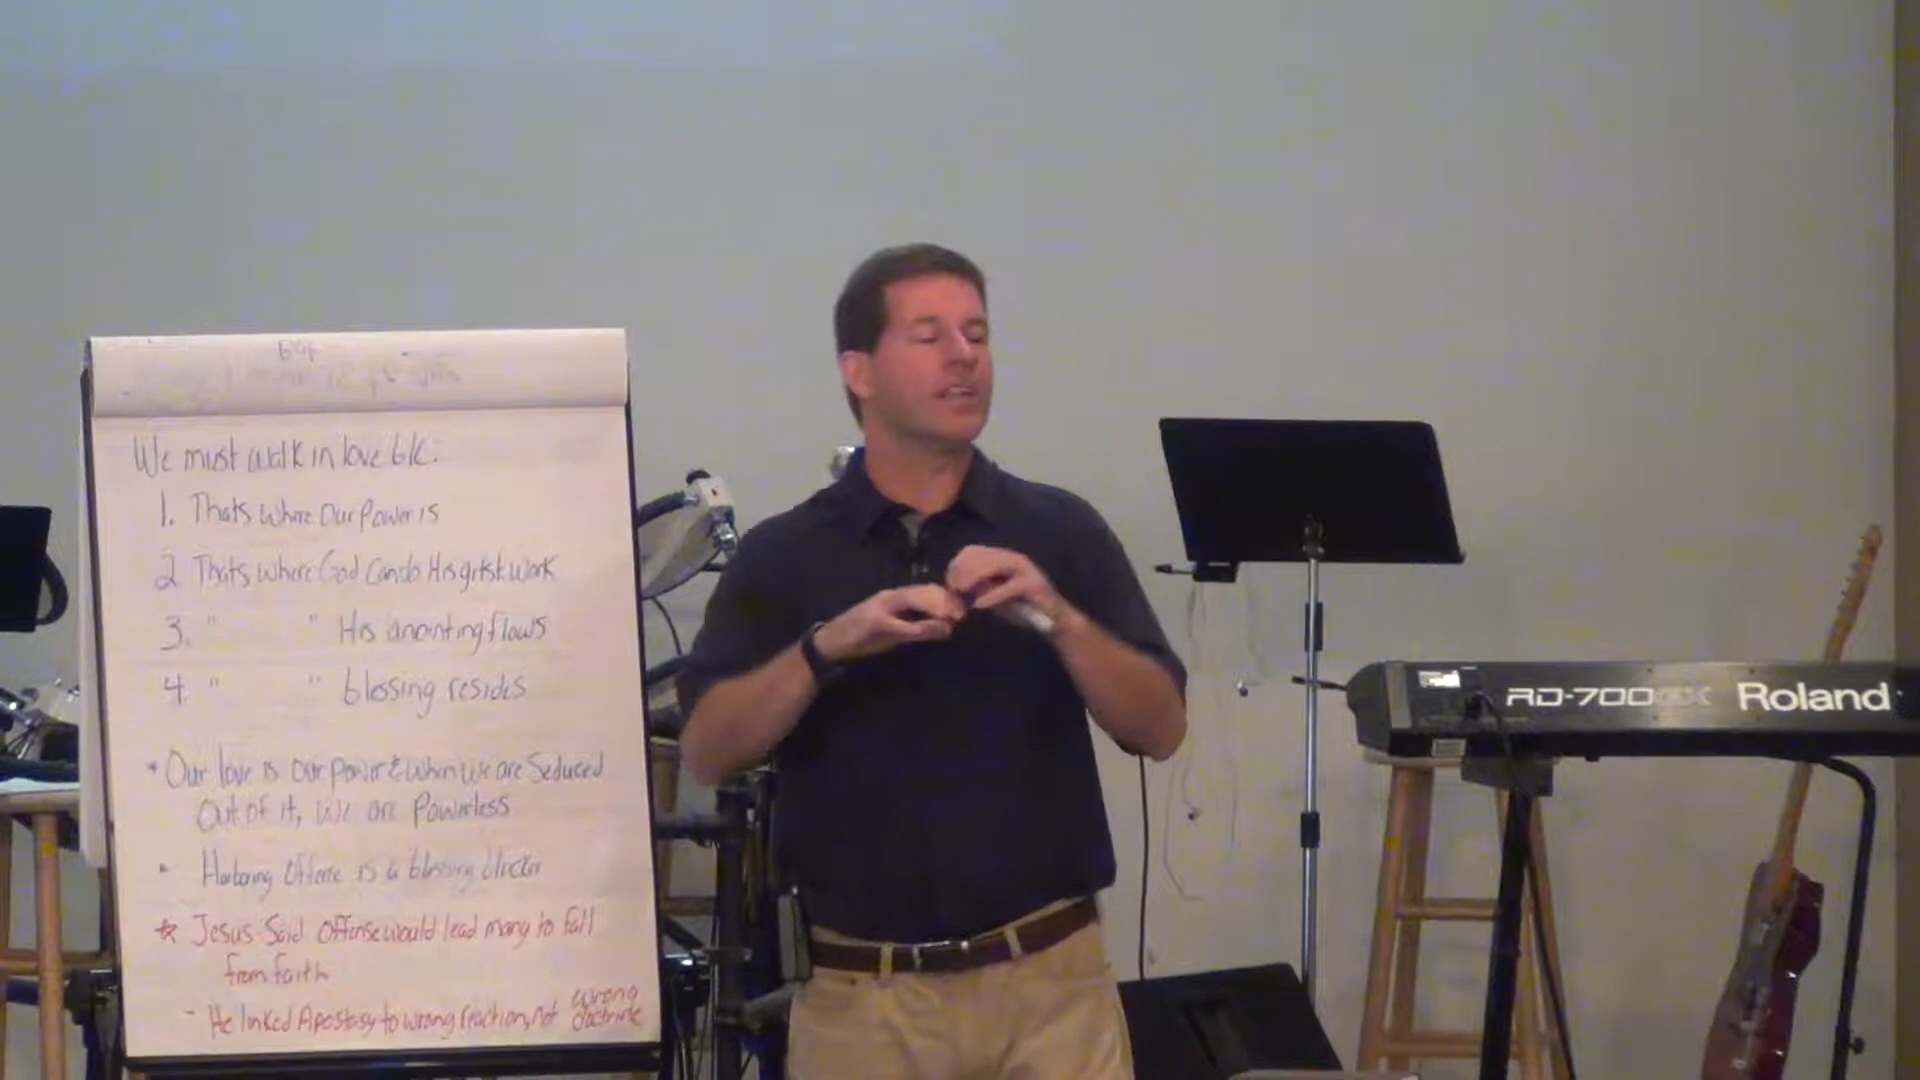 We must walk in love b/c:
1. Thats Where Our Power is
2 Thats Where God Can do His grtst Work
3. " " His anointing flows
4. " " blessing resides
* Our love is our power & when we are Seduced
Out of it, We are Powerless
Harboring Offense is a blessing blocker
☆ Jesus Said Offense would lead many to fall
from faith
- He linked Apostasy to wrong reaction, not wrong doctrine
RD-700GX Roland